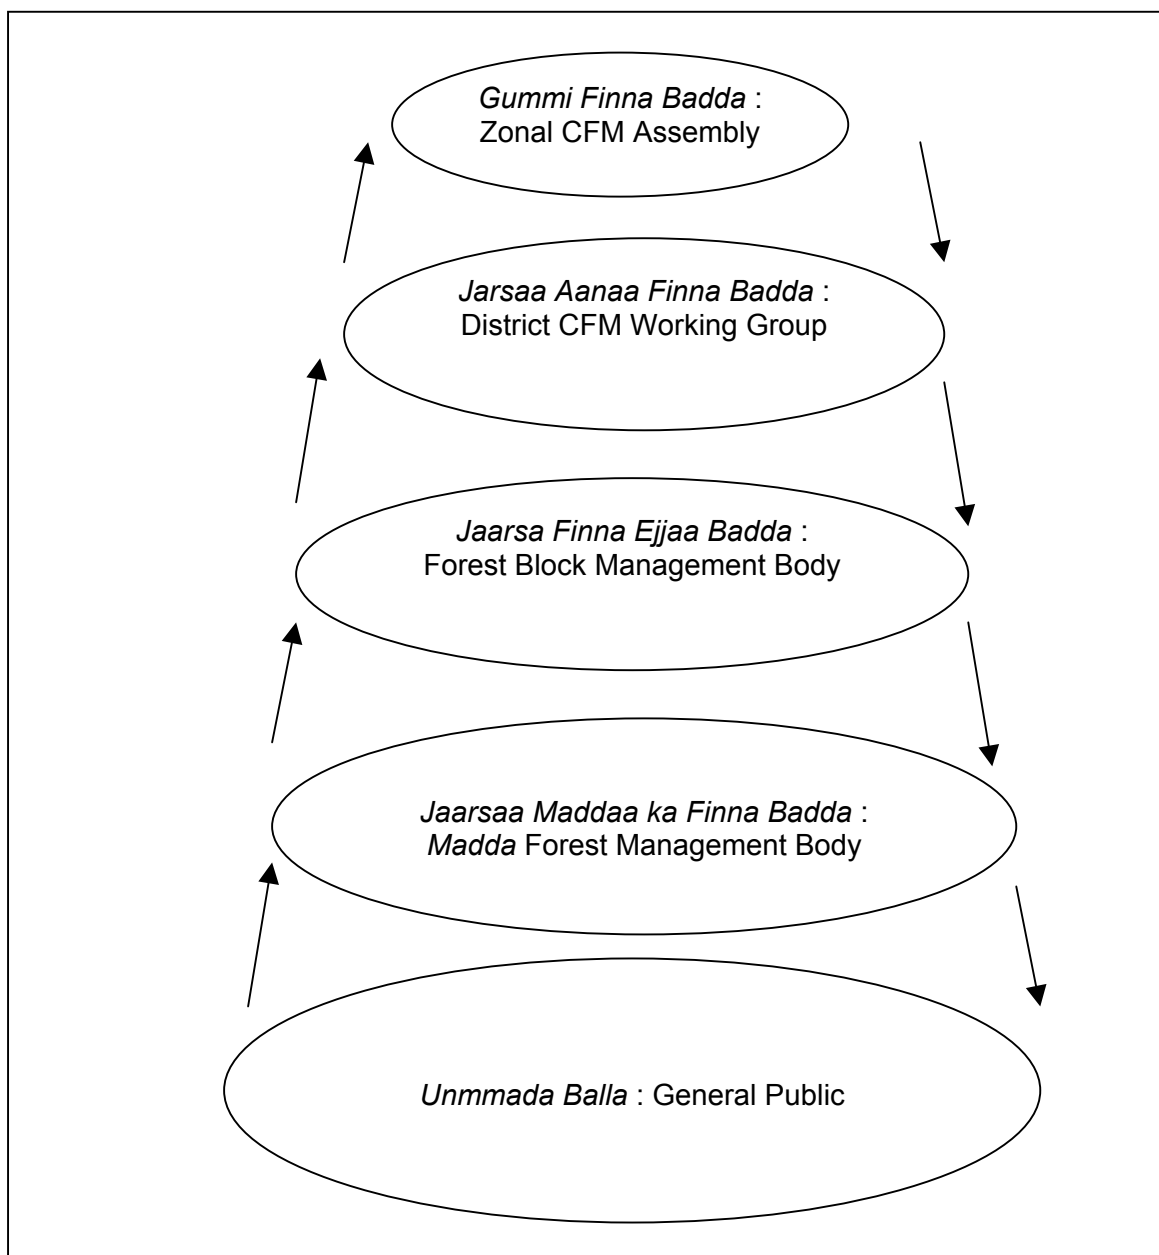 Gummi Finna Badda :
Zonal CFM Assembly
Jarsaa Aanaa Finna Badda :
District CFM Working Group
Jaarsa Finna Ejjaa Badda :
Forest Block Management Body
Jaarsaa Maddaa ka Finna Badda :
Madda Forest Management Body
Unmmada Balla : General Public